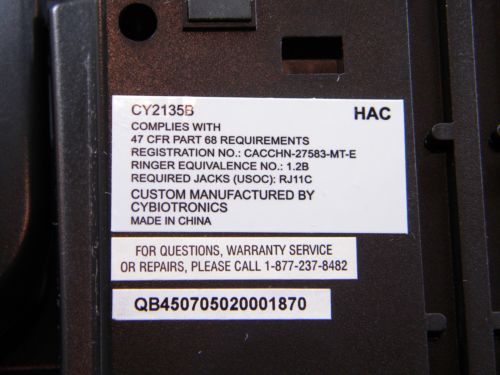 CY2135B HAC
COMPLIES WITH
47 CFR PART 68 REQUIREMENTS
REGISTRATION NO.: CACCHN-27583-MT-E
RINGER EQUIVALENCE NO.: 1.2B
REQUIRED JACKS (USOC): RJ11C
CUSTOM MANUFACTURED BY
CYBIOTRONICS
MADE IN CHINA
FOR QUESTIONS, WARRANTY SERVICE
OR REPAIRS, PLEASE CALL 1-877-237-8482
QB450705020001870